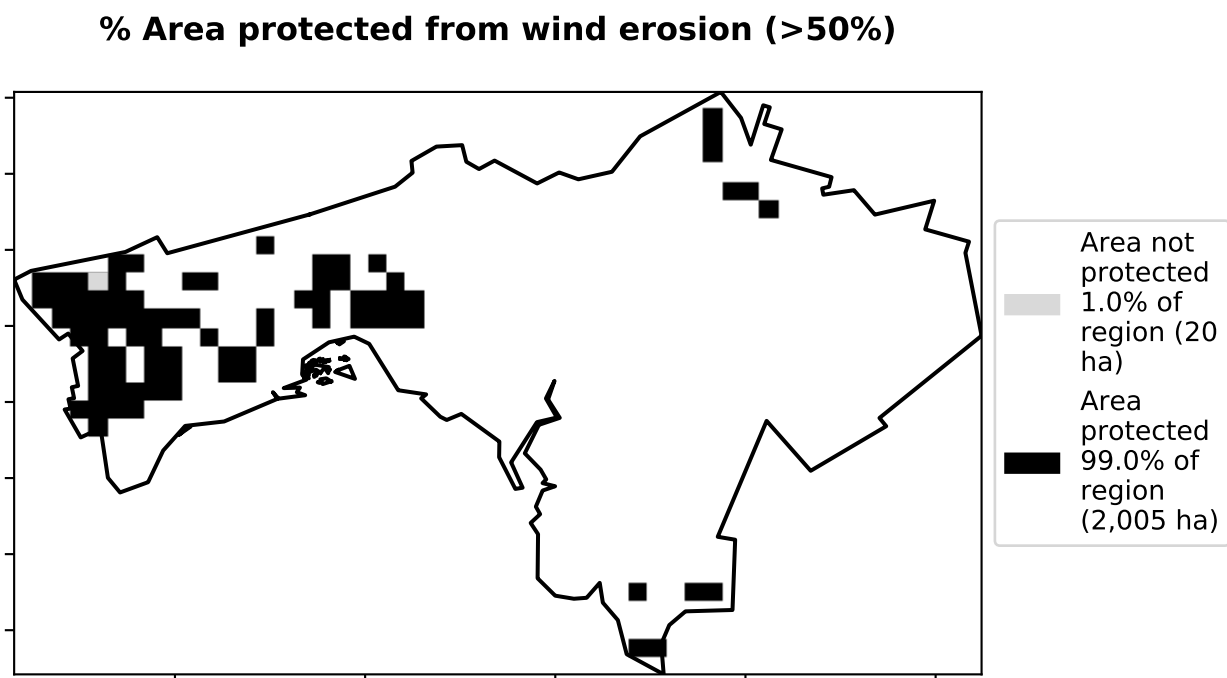 % Area protected from wind erosion (>50%)
Area not
protected
1.0% of
region (20
ha)
Area
protected
99.0% of
region
(2,005 ha)